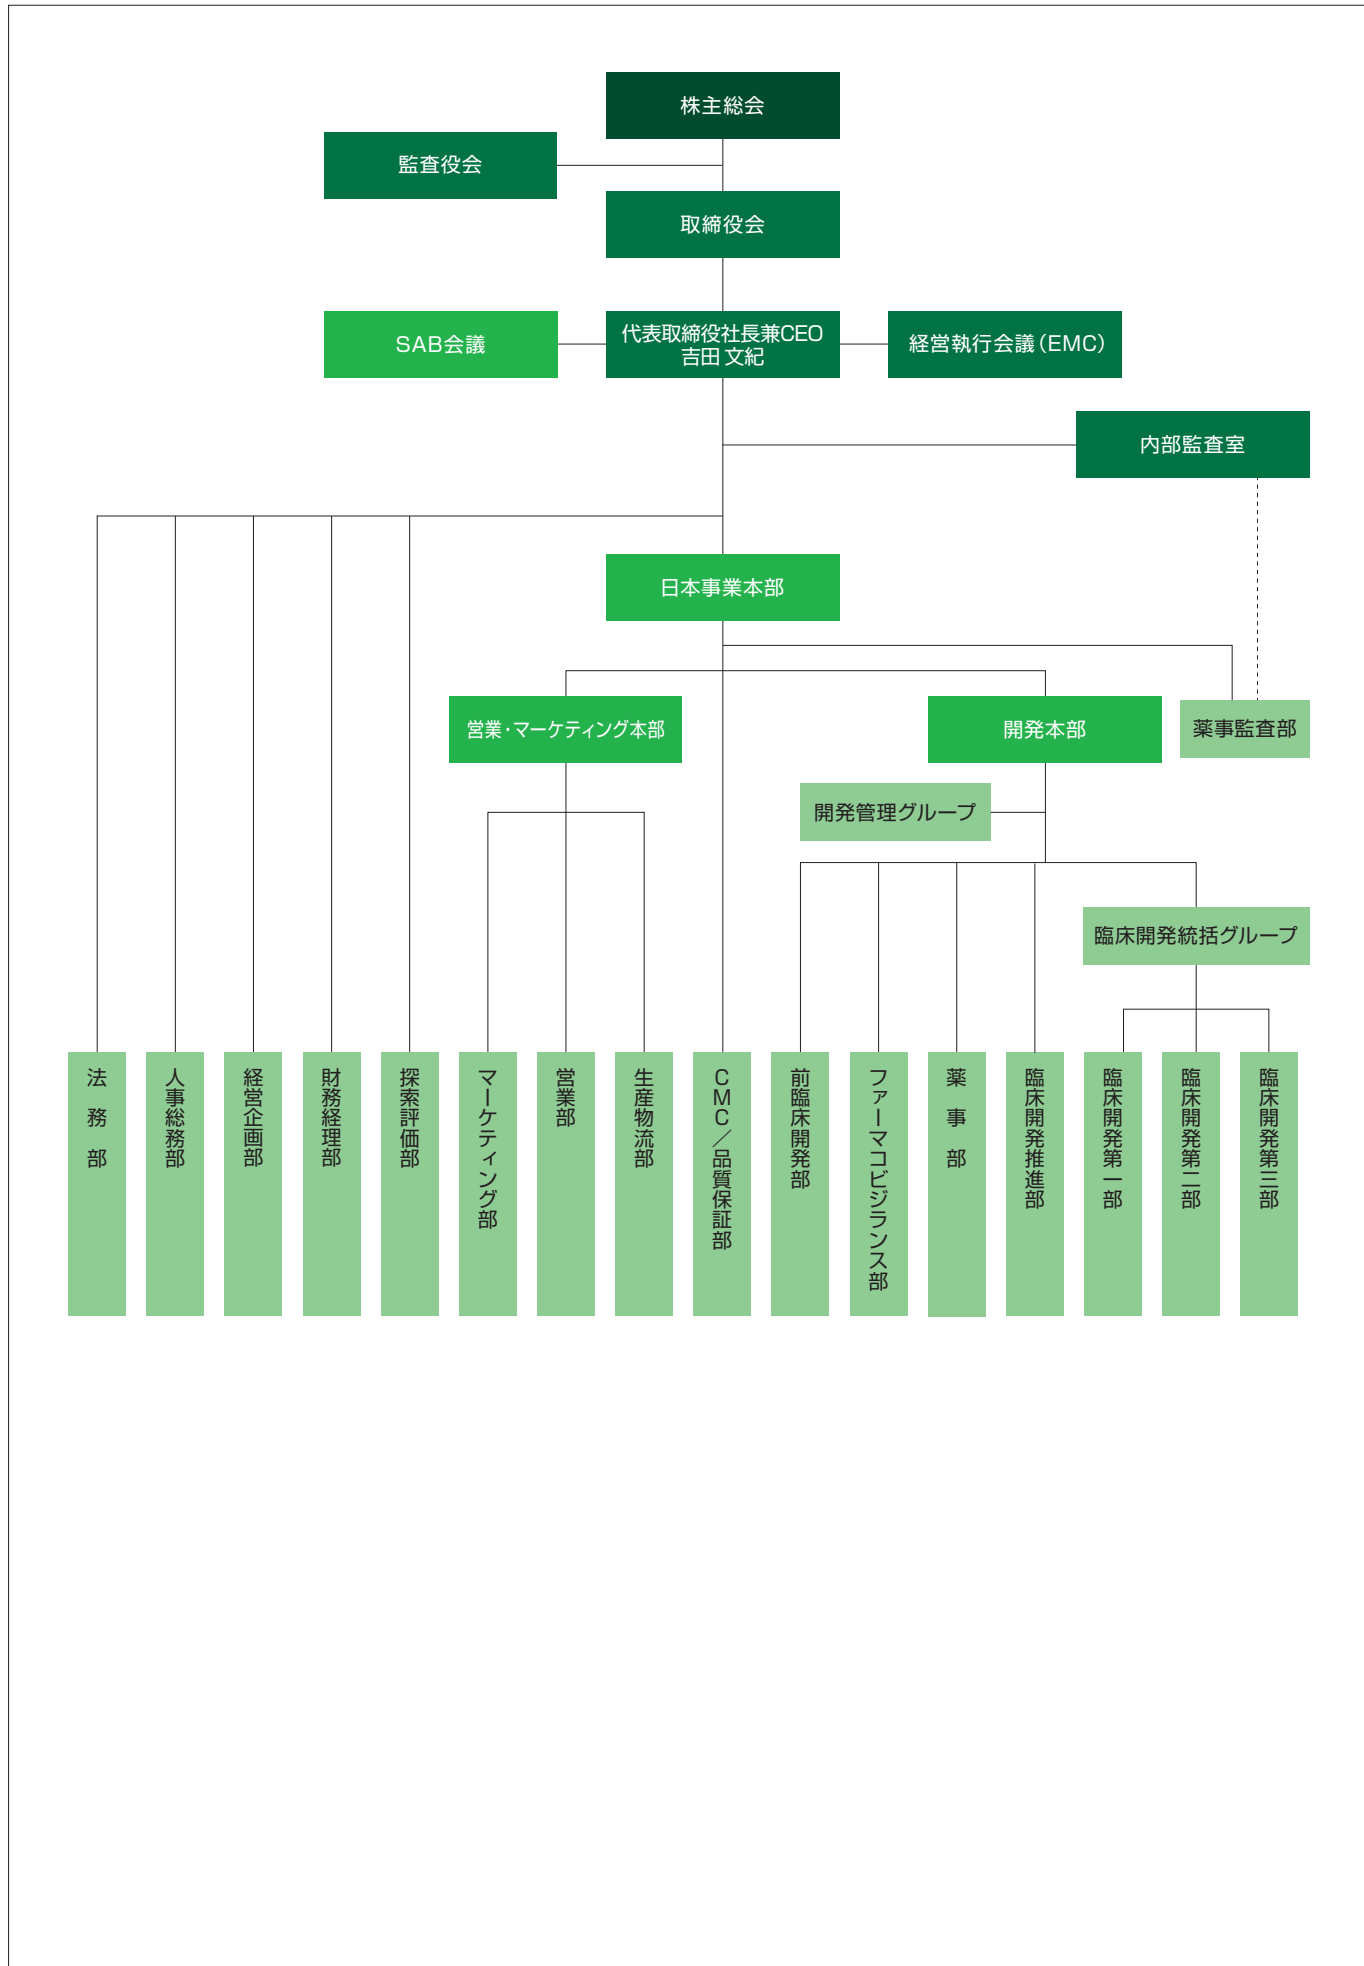 株主総会
監査役会
取締役会
SAB会議
代表取締役社長兼CEO
吉田 文紀
経営執行会議(EMC)
内部監査室
日本事業本部
営業・マーケティング本部
開発本部
薬事監査部
開発管理グループ
臨床開発統括グループ
法務部
人事総務部
経営企画部
財務経理部
探索評価部
マーケティング部
営業部
生産物流部
CMC/品質保証部
前臨床開発部
ファーマコビジランス部
薬事部
臨床開発推進部
臨床開発第一部
臨床開発第二部
臨床開発第三部